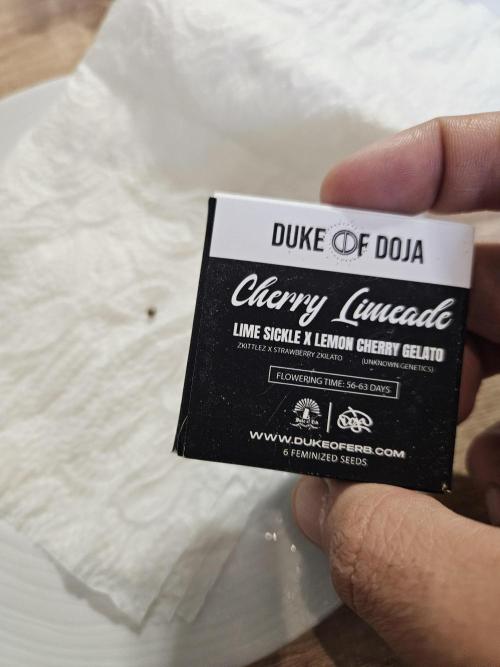 DUKE OF DOJA
Cherry Limeade
LIME SICKLE X LEMON CHERRY GELATO
ZKITTLEZ X STRAWBERRY ZKILATO (UNKNOWN GENETICS)
FLOWERING TIME: 56-63 DAYS
DOJA
WWW.DUKEOFERB.COM
6 FEMINIZED SEEDS